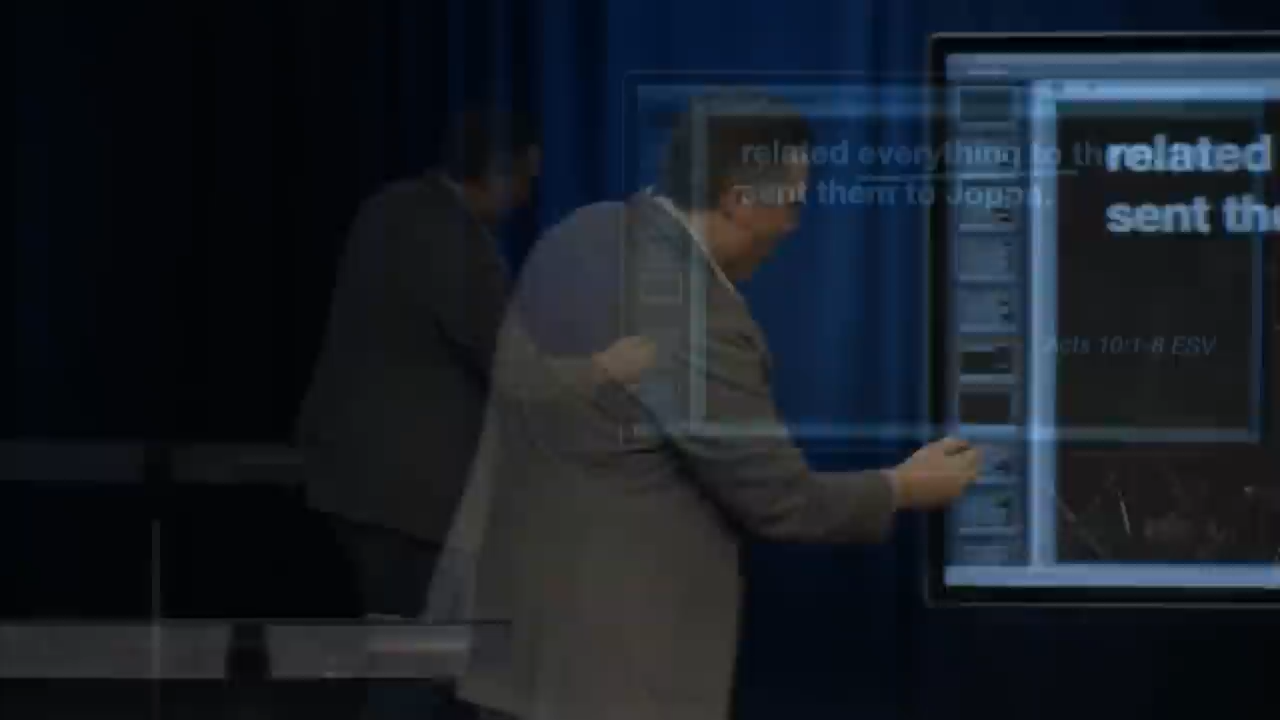 related everything to th
sent them to Joppa.
related
sent the
Acts 10:1-8 ESV